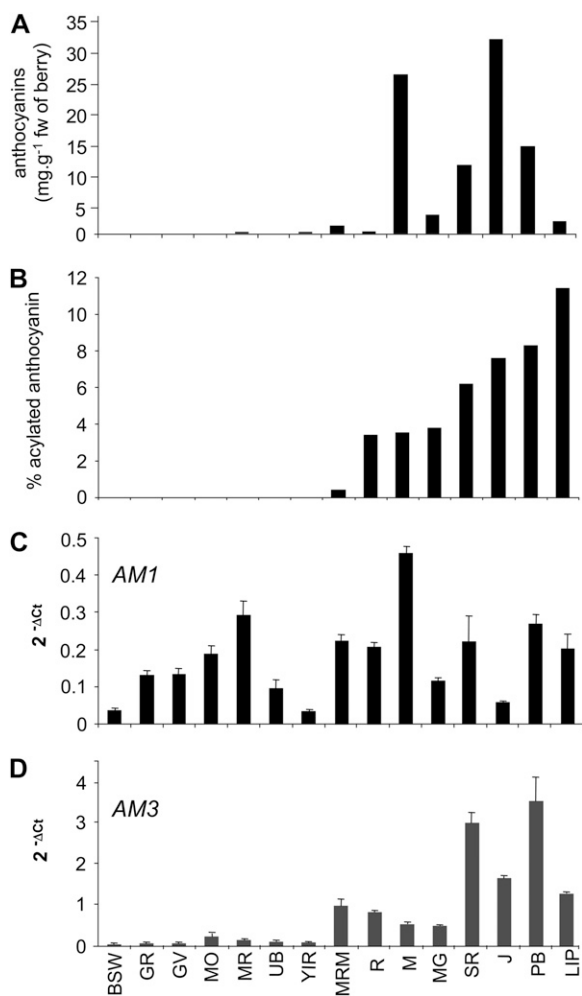 A
anthocyanins
(mg.g⁻¹ fw of berry)
35
30
25
20
15
10
5
0
B
% acylated anthocyanin
12
10
8
6
4
2
0
C
AM1
2 ⁻ΔCt
0.5
0.4
0.3
0.2
0.1
0
D
AM3
2 ⁻ΔCt
4
3
2
1
0
BSW GR GV MO MR UB YIR MRM R M MG SR J PB LIP